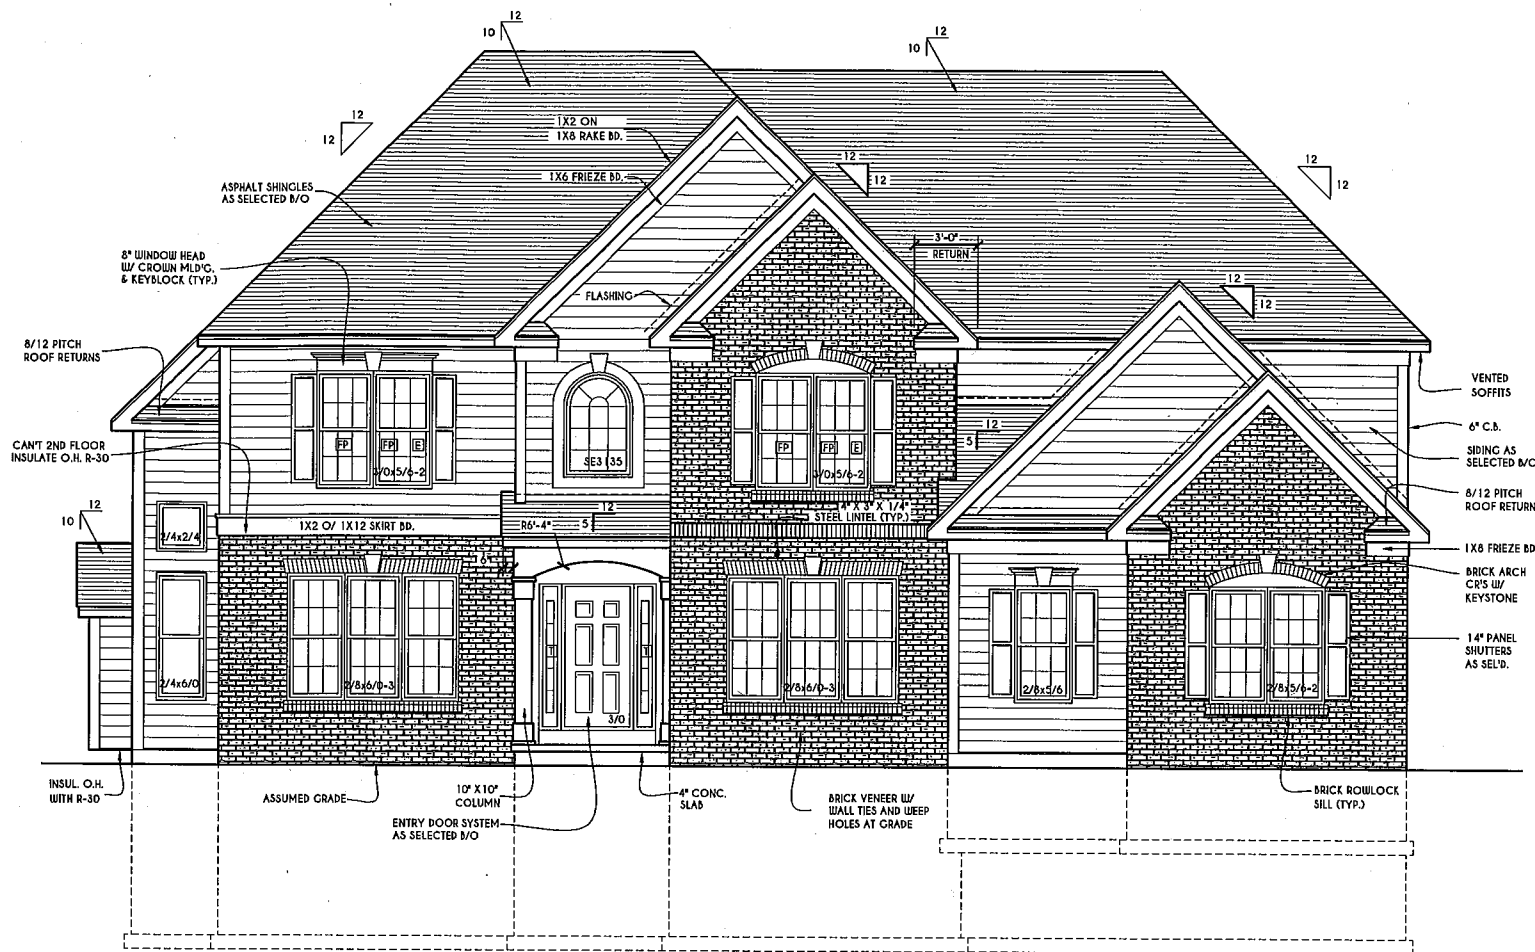 12
10
12
10
12
12
1X2 ON
1X8 RAKE BD.
12
12
12
12
1X6 FRIEZE BD.
ASPHALT SHINGLES
AS SELECTED B/O
3'-0"
RETURN
8" WINDOW HEAD
W/ CROWN MLD'G.
& KEYBLOCK (TYP.)
FLASHING
12
12
8/12 PITCH
ROOF RETURNS
VENTED
SOFFITS
6" C.B.
CAN'T 2ND FLOOR
INSULATE O.H. R-30
FP
FP
E
3/0x5/6-2
SE3135
FP
FP
E
3/0x5/6-2
12
5
SIDING AS
SELECTED B/O
8/12 PITCH
ROOF RETURN
12
10
1X2 O/ 1X12 SKIRT BD.
R6'-4"
12
5
4" X 3" X 1/4"
STEEL LINTEL (TYP.)
2/4x2/4
6"
1X8 FRIEZE BD
BRICK ARCH
CR'S W/
KEYSTONE
14" PANEL
SHUTTERS
AS SEL'D.
T
T
2/4x6/0
2/8x6/0-3
3/0
2/8x6/0-3
2/8x5/6
2/8x5/6-2
INSUL. O.H.
WITH R-30
ASSUMED GRADE
10" X10"
COLUMN
4" CONC.
SLAB
ENTRY DOOR SYSTEM
AS SELECTED B/O
BRICK VENEER W/
WALL TIES AND WEEP
HOLES AT GRADE
BRICK ROWLOCK
SILL (TYP.)